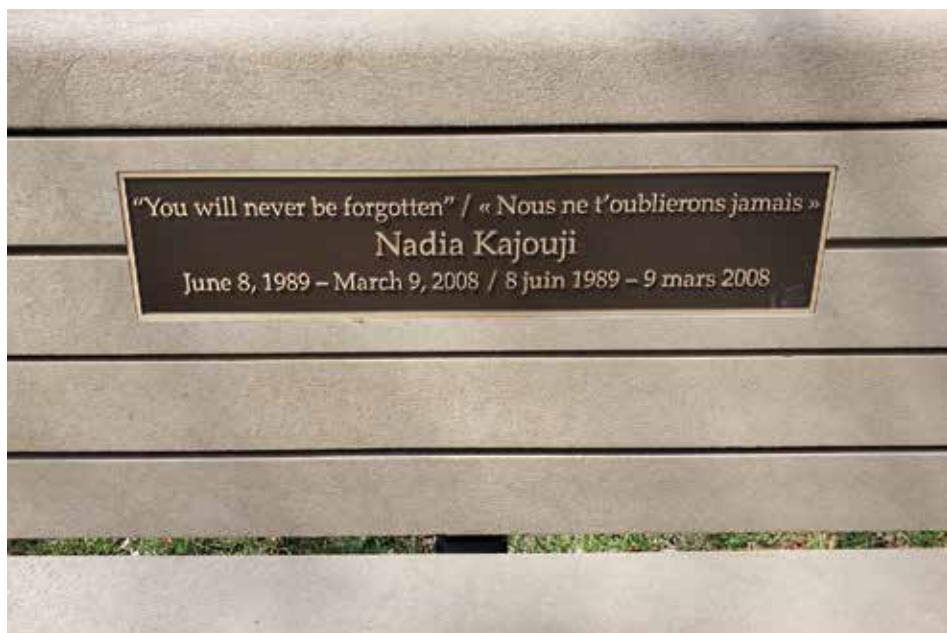 “You will never be forgotten” / « Nous ne t'oublierons jamais »
Nadia Kajouji
June 8, 1989 – March 9, 2008 / 8 juin 1989 – 9 mars 2008